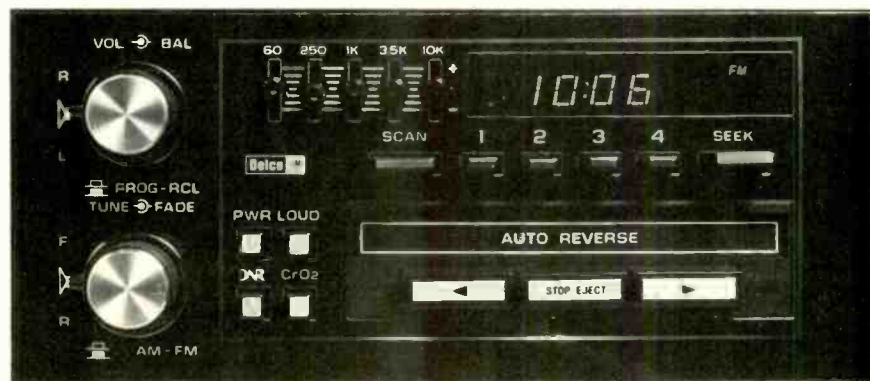 VOL BAL
R
L
PROG-RCL
TUNE FADE
F
R
AM-FM
60 250 1K 3.5K 10K
+
-
10:06
FM
SCAN 1 2 3 4 SEEK
Delco
PWR LOUD
DNR CrO2
AUTO REVERSE
STOP EJECT